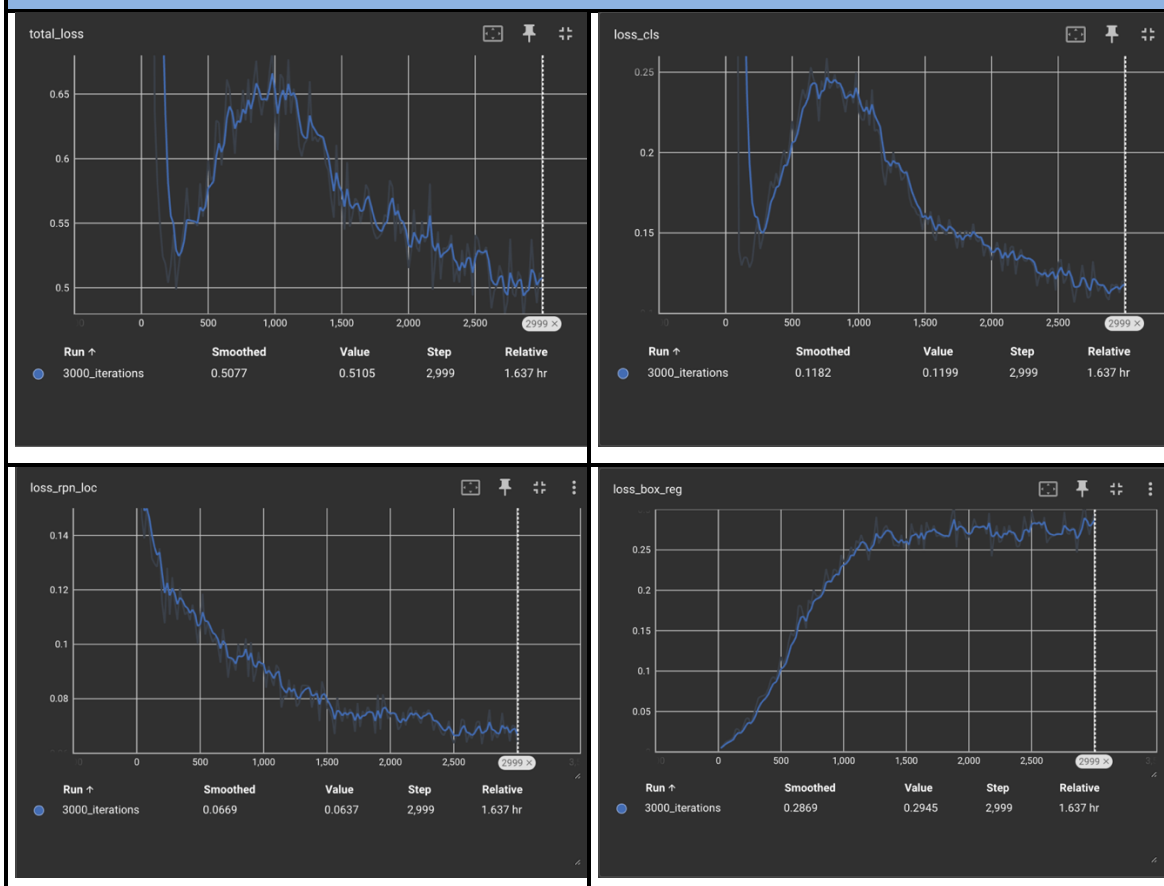 total_loss
0.65
0.6
0.55
0.5
0 500 1,000 1,500 2,000 2,500 2999 ×
Run ↑ Smoothed Value Step Relative
3000_iterations 0.5077 0.5105 2,999 1.637 hr
loss_cls
0.25
0.2
0.15
0 500 1,000 1,500 2,000 2,500 2999 ×
Run ↑ Smoothed Value Step Relative
3000_iterations 0.1182 0.1199 2,999 1.637 hr
loss_rpn_loc
0.14
0.12
0.1
0.08
0 500 1,000 1,500 2,000 2,500 2999 ×
Run ↑ Smoothed Value Step Relative
3000_iterations 0.0669 0.0637 2,999 1.637 hr
loss_box_reg
0.25
0.2
0.15
0.1
0.05
0 500 1,000 1,500 2,000 2,500 2999 ×
Run ↑ Smoothed Value Step Relative
3000_iterations 0.2869 0.2945 2,999 1.637 hr